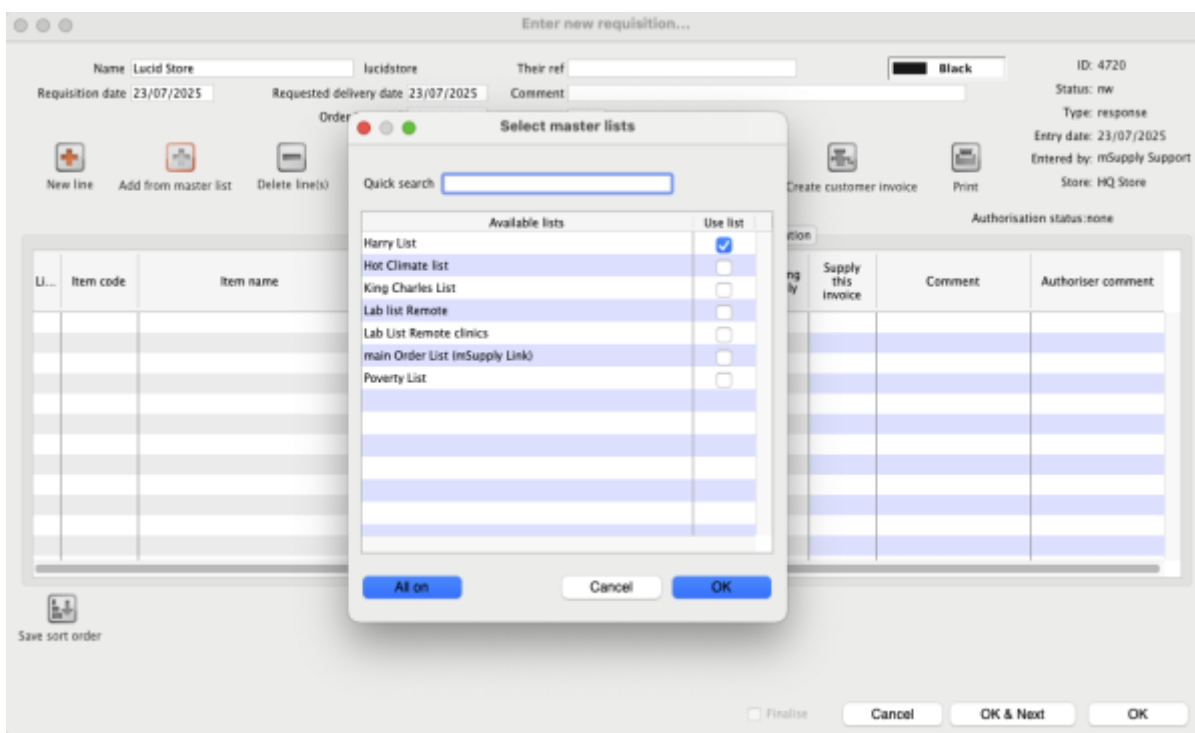 Enter new requisition...
Name Lucid Store lucidstore Their ref Black ID: 4720
Requisition date 23/07/2025 Requested delivery date 23/07/2025 Comment Status: nw
Order Type: response
Entry date: 23/07/2025
Entered by: mSupply Support
Store: HQ Store
New line Add from master list Delete line(s) Create customer invoice Print
Authorisation status:none
Select master lists
Quick search
Available lists Use list
Harry List
Hot Climate list
King Charles List
Lab list Remote
Lab List Remote clinics
main Order List (mSupply Link)
Poverty List
All on Cancel OK
Li... Item code Item name Supply this invoice Comment Authoriser comment
Save sort order
Finalise Cancel OK & Next OK